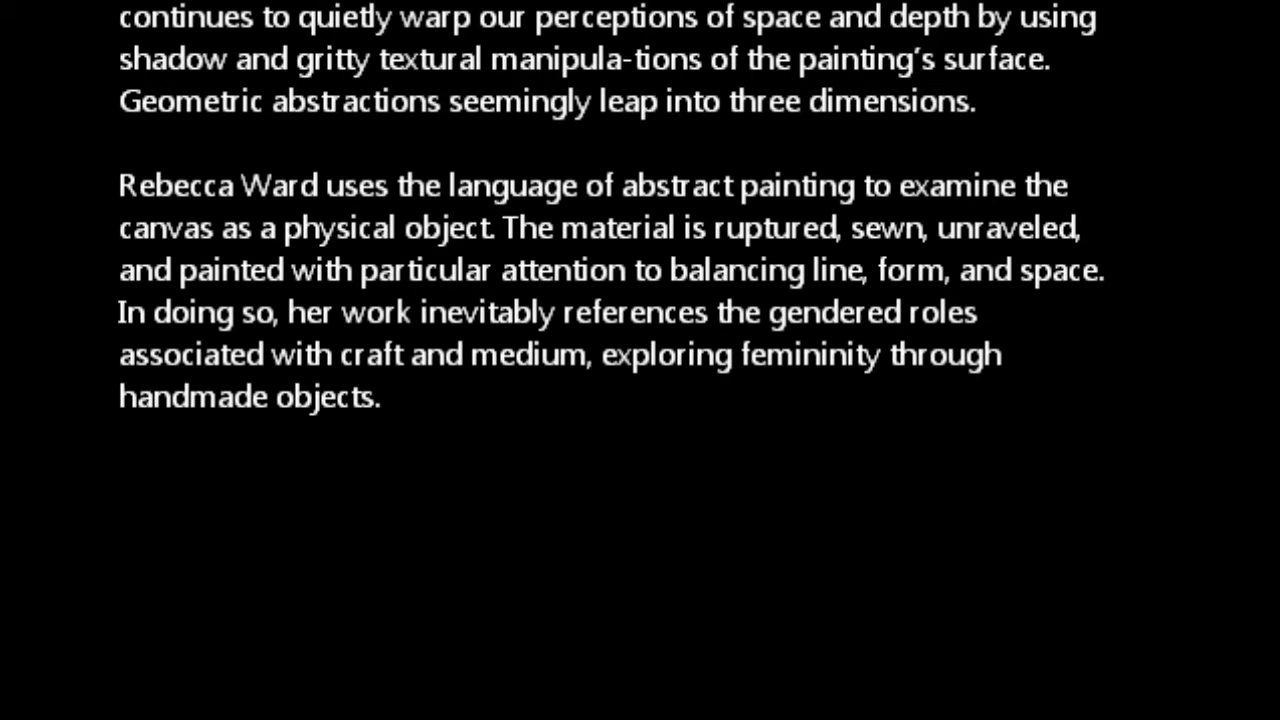 continues to quietly warp our perceptions of space and depth by using
shadow and gritty textural manipula-tions of the painting’s surface.
Geometric abstractions seemingly leap into three dimensions.
Rebecca Ward uses the language of abstract painting to examine the
canvas as a physical object. The material is ruptured, sewn, unraveled,
and painted with particular attention to balancing line, form, and space.
In doing so, her work inevitably references the gendered roles
associated with craft and medium, exploring femininity through
handmade objects.